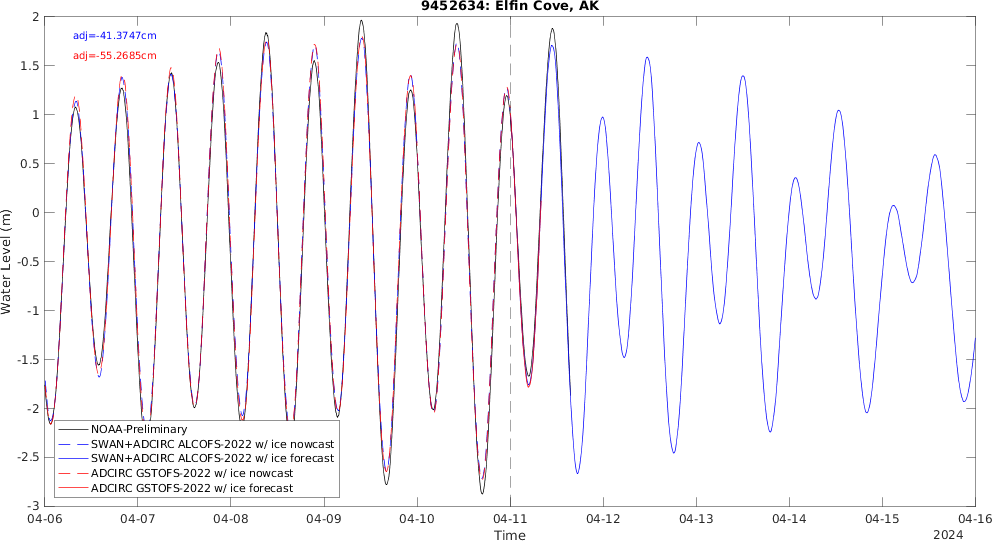 9452634: Elfin Cove, AK
adj=-41.3747cm
adj=-55.2685cm
Water Level (m)
2
1.5
1
0.5
0
-0.5
-1
-1.5
-2
-2.5
-3
NOAA-Preliminary
SWAN+ADCIRC ALCOFS-2022 w/ ice nowcast
SWAN+ADCIRC ALCOFS-2022 w/ ice forecast
ADCIRC GSTOFS-2022 w/ ice nowcast
ADCIRC GSTOFS-2022 w/ ice forecast
04-06 04-07 04-08 04-09 04-10 04-11 04-12 04-13 04-14 04-15 04-16
Time
2024